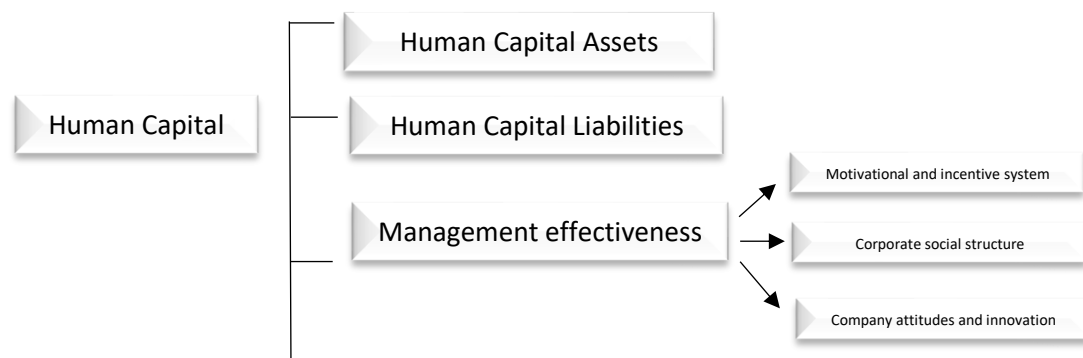 Human Capital Assets
Human Capital
Human Capital Liabilities
Motivational and incentive system
Management effectiveness
Corporate social structure
Company attitudes and innovation